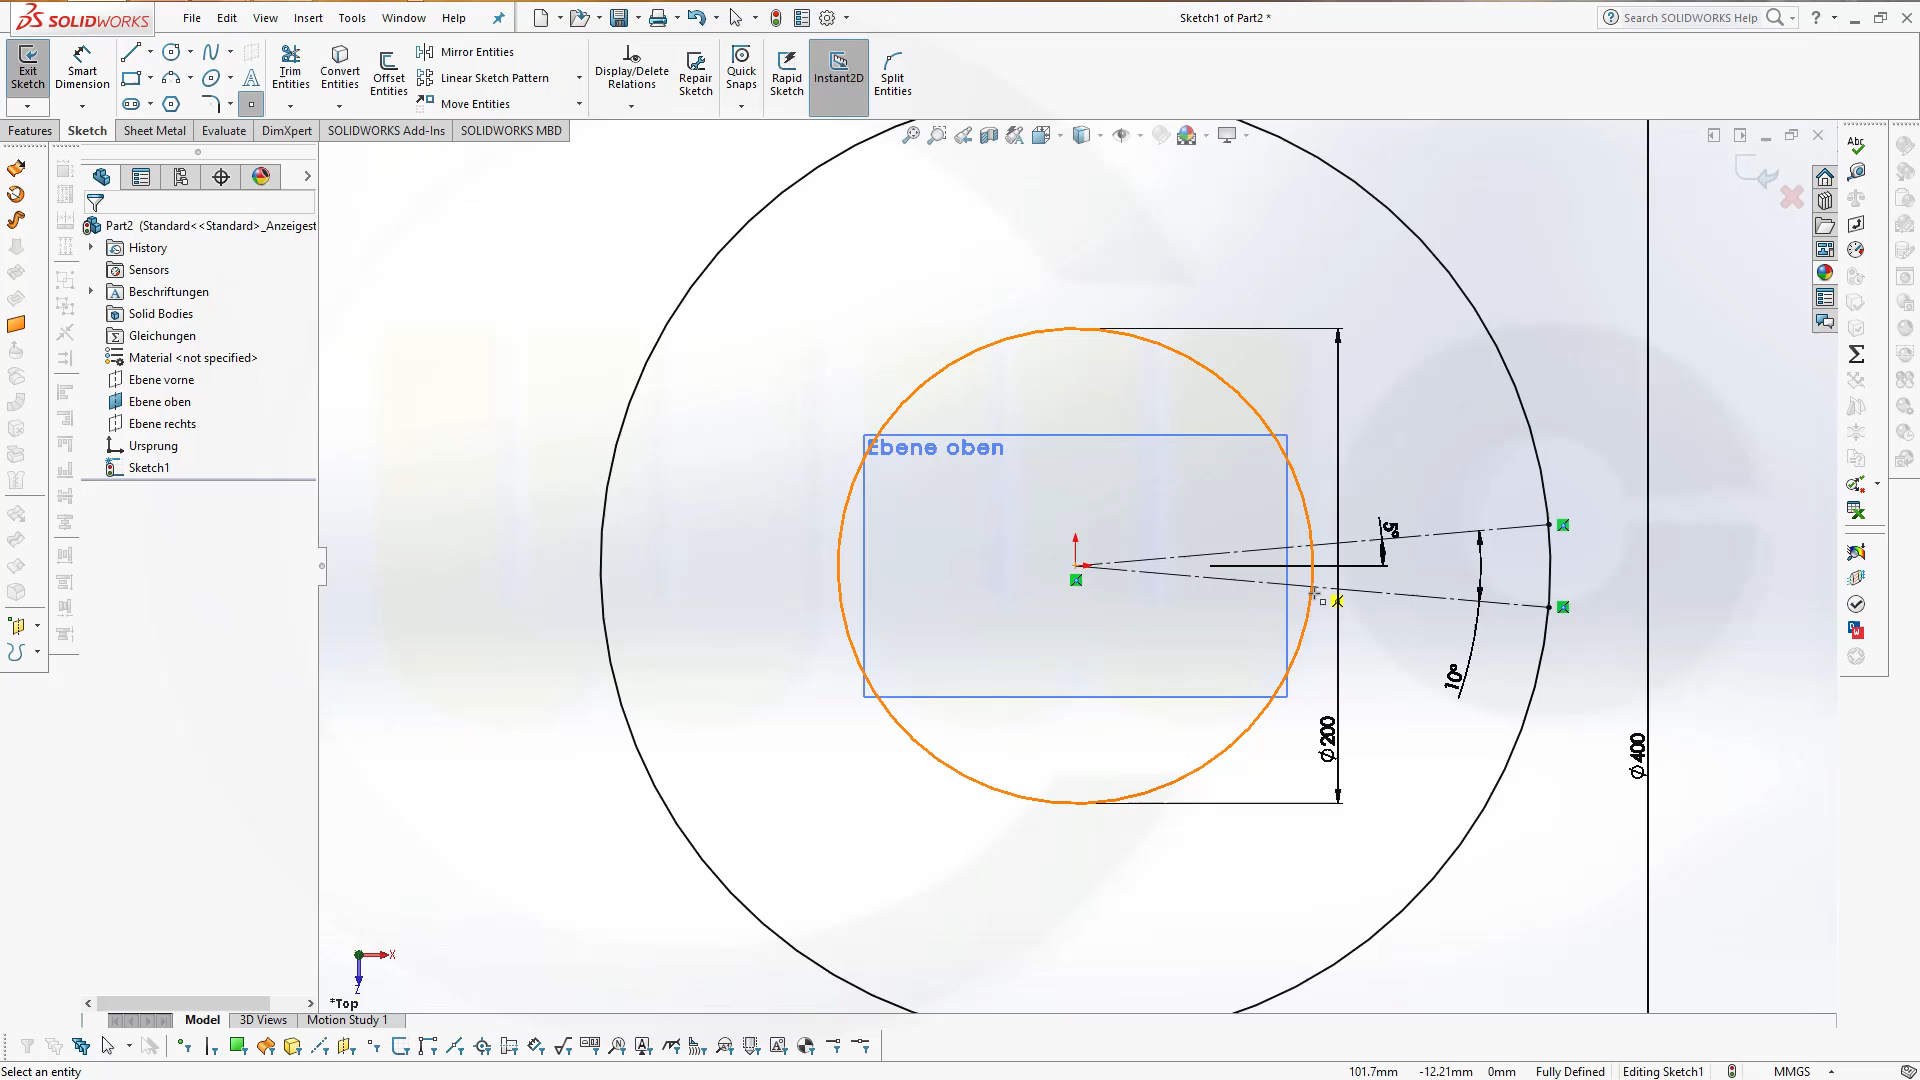 SOLIDWORKS
File Edit View Insert Tools Window Help
Sketch1 of Part2 *
Search SOLIDWORKS Help
Exit Sketch
Smart Dimension
Trim Entities
Convert Entities
Offset Entities
Mirror Entities
Linear Sketch Pattern
Move Entities
Display/Delete Relations
Repair Sketch
Quick Snaps
Rapid Sketch
Instant2D
Split Entities
Features Sketch Sheet Metal Evaluate DimXpert SOLIDWORKS Add-Ins SOLIDWORKS MBD
Part2 (Standard<<Standard>_Anzeigest
History
Sensors
Beschriftungen
Solid Bodies
Gleichungen
Material <not specified>
Ebene vorne
Ebene oben
Ebene rechts
Ursprung
Sketch1
Ebene oben
5°
10°
⌀200
⌀400
X
Z
*Top
Model 3D Views Motion Study 1
Select an entity
101.7mm -12.21mm 0mm Fully Defined Editing Sketch1 MMGS